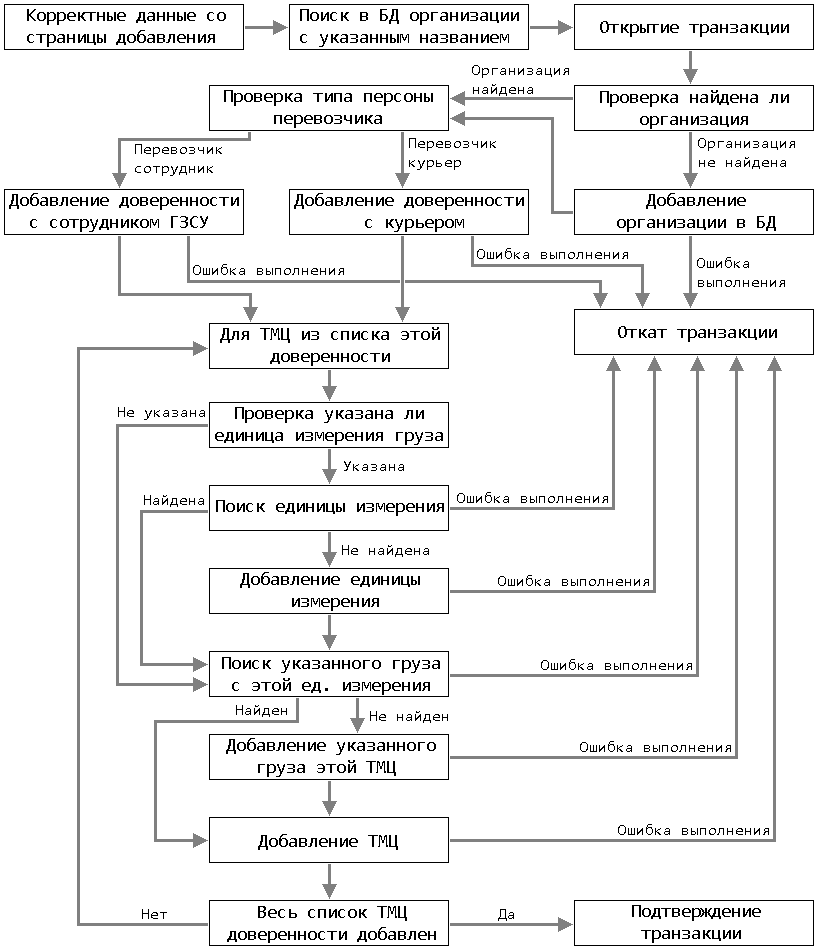 Корректные данные со
страницы добавления
Поиск в БД организации
с указанным названием
Открытие транзакции
Организация
найдена
Проверка типа персоны
перевозчика
Проверка найдена ли
организация
Перевозчик
сотрудник
Перевозчик
курьер
Организация
не найдена
Добавление доверенности
с сотрудником ГЗСУ
Добавление доверенности
с курьером
Добавление
организации в БД
Ошибка выполнения
Ошибка выполнения
Ошибка
выполнения
Для ТМЦ из списка этой
доверенности
Откат транзакции
Не указана
Проверка указана ли
единица измерения груза
Указана
Найдена
Поиск единицы измерения
Ошибка выполнения
Не найдена
Добавление единицы
измерения
Ошибка выполнения
Поиск указанного груза
с этой ед. измерения
Ошибка выполнения
Найден
Не найден
Добавление указанного
груза этой ТМЦ
Ошибка выполнения
Добавление ТМЦ
Ошибка выполнения
Нет
Весь список ТМЦ
доверенности добавлен
Да
Подтверждение
транзакции